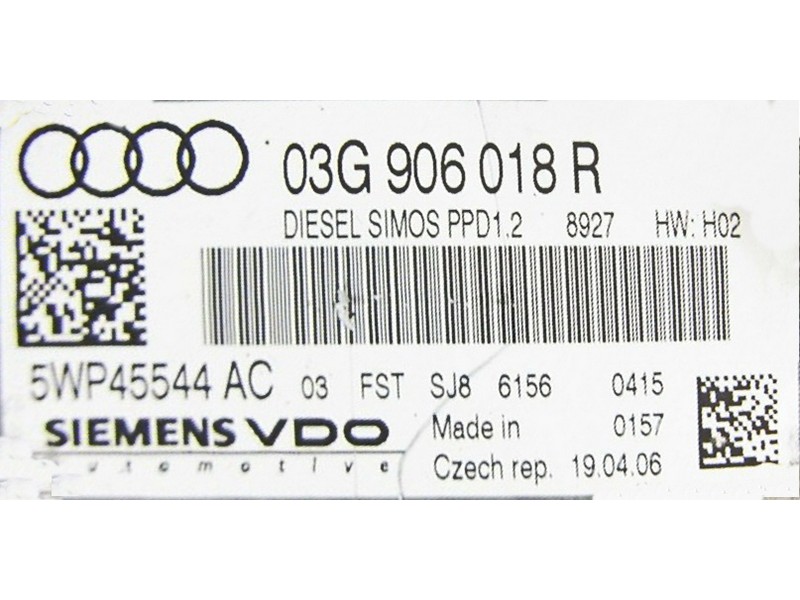 03G 906 018 R
DIESEL SIMOS PPD1.2 8927 HW: H02
5WP45544 AC 03 FST SJ8 6156 0415
SIEMENS VDO Made in 0157
utomotive Czech rep. 19.04.06